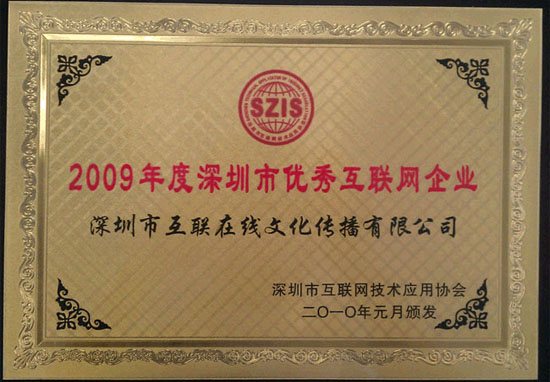 SZIS
2009年度深圳市优秀互联网企业
深圳市互联在线文化传播有限公司
深圳市互联网技术应用协会
二O一O年元月颁发